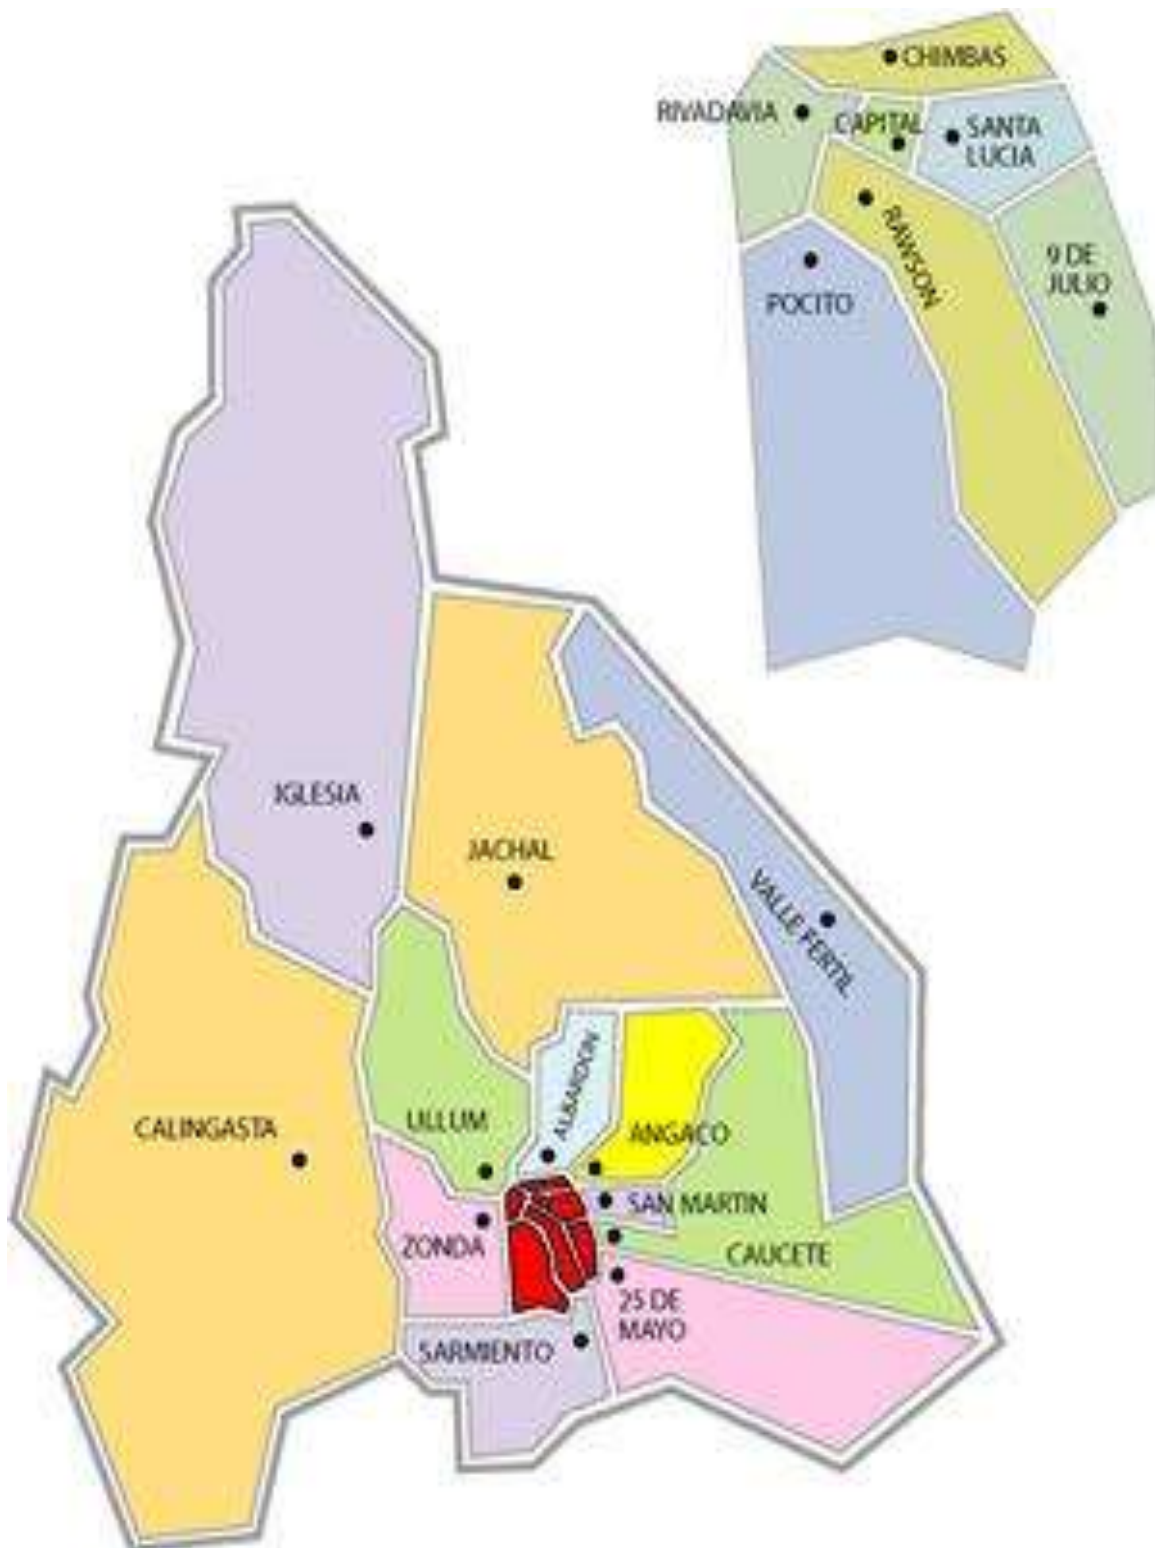 CHIMBAS
RIVADAVIA
CAPITAL
SANTA
LUCIA
RAWSON
9 DE
JULIO
POCITO
IGLESIA
JACHAL
VALLE FERTIL
ALBARDON
ULLUM
ANGACO
CALINGASTA
SAN MARTIN
ZONDA
CAUCETE
25 DE
MAYO
SARMIENTO